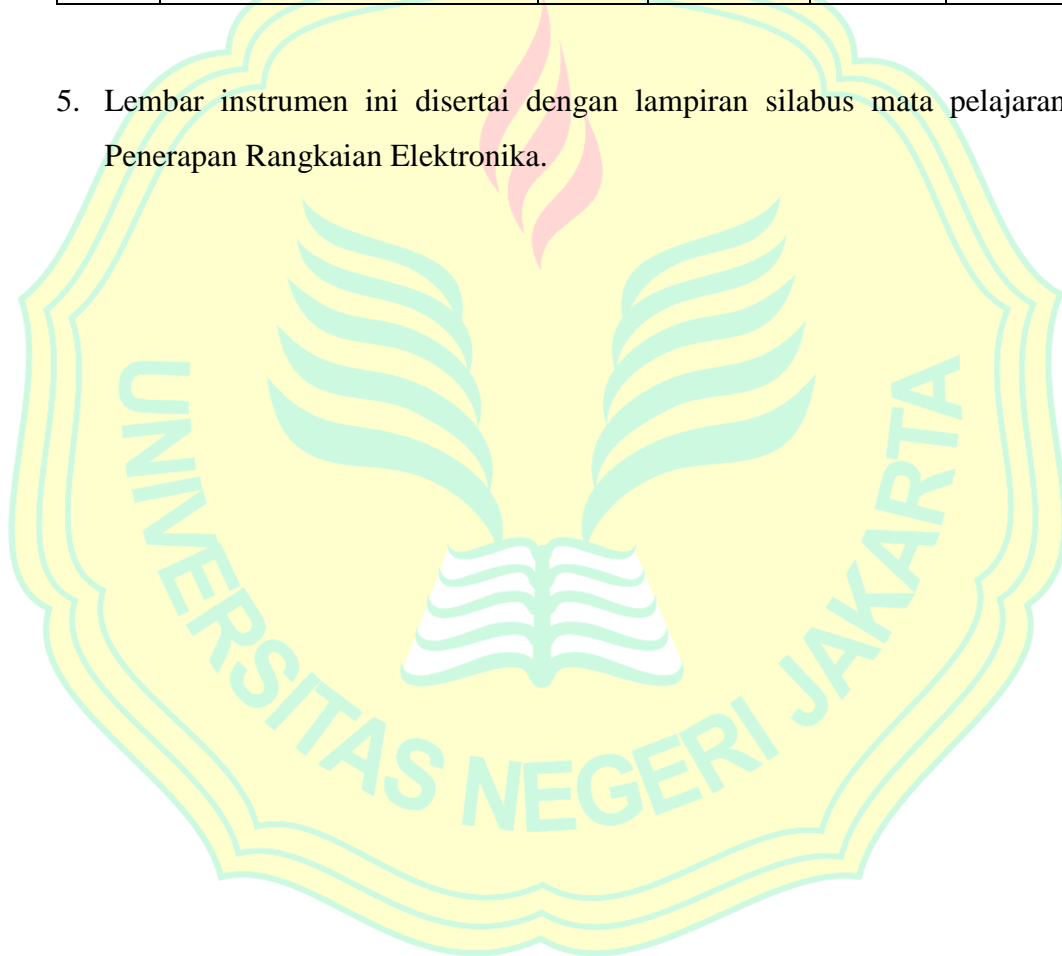 5. Lembar instrumen ini disertai dengan lampiran silabus mata pelajaran
Penerapan Rangkaian Elektronika.
UNIVERSITAS NEGERI JAKARTA